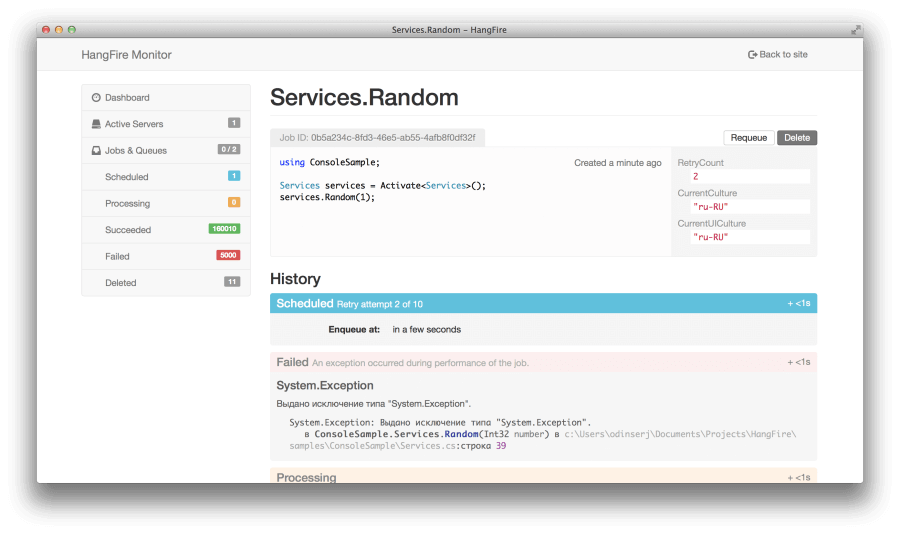 Services.Random – HangFire
HangFire Monitor
Back to site
Dashboard
Active Servers 1
Jobs & Queues 0 / 2
Scheduled 1
Processing 0
Succeeded 160010
Failed 5000
Deleted 11
Services.Random
Job ID: 0b5a234c-8fd3-46e5-ab55-4afb8f0df32f
Requeue Delete
using ConsoleSample;
Created a minute ago
Services services = Activate<Services>();
services.Random(1);
RetryCount
2
CurrentCulture
"ru-RU"
CurrentUICulture
"ru-RU"
History
Scheduled Retry attempt 2 of 10 + <1s
Enqueue at: in a few seconds
Failed An exception occurred during performance of the job. + <1s
System.Exception
Выдано исключение типа "System.Exception".
System.Exception: Выдано исключение типа "System.Exception".
в ConsoleSample.Services.Random(Int32 number) в c:\Users\odinserj\Documents\Projects\HangFire\
samples\ConsoleSample\Services.cs:строка 39
Processing + <1s